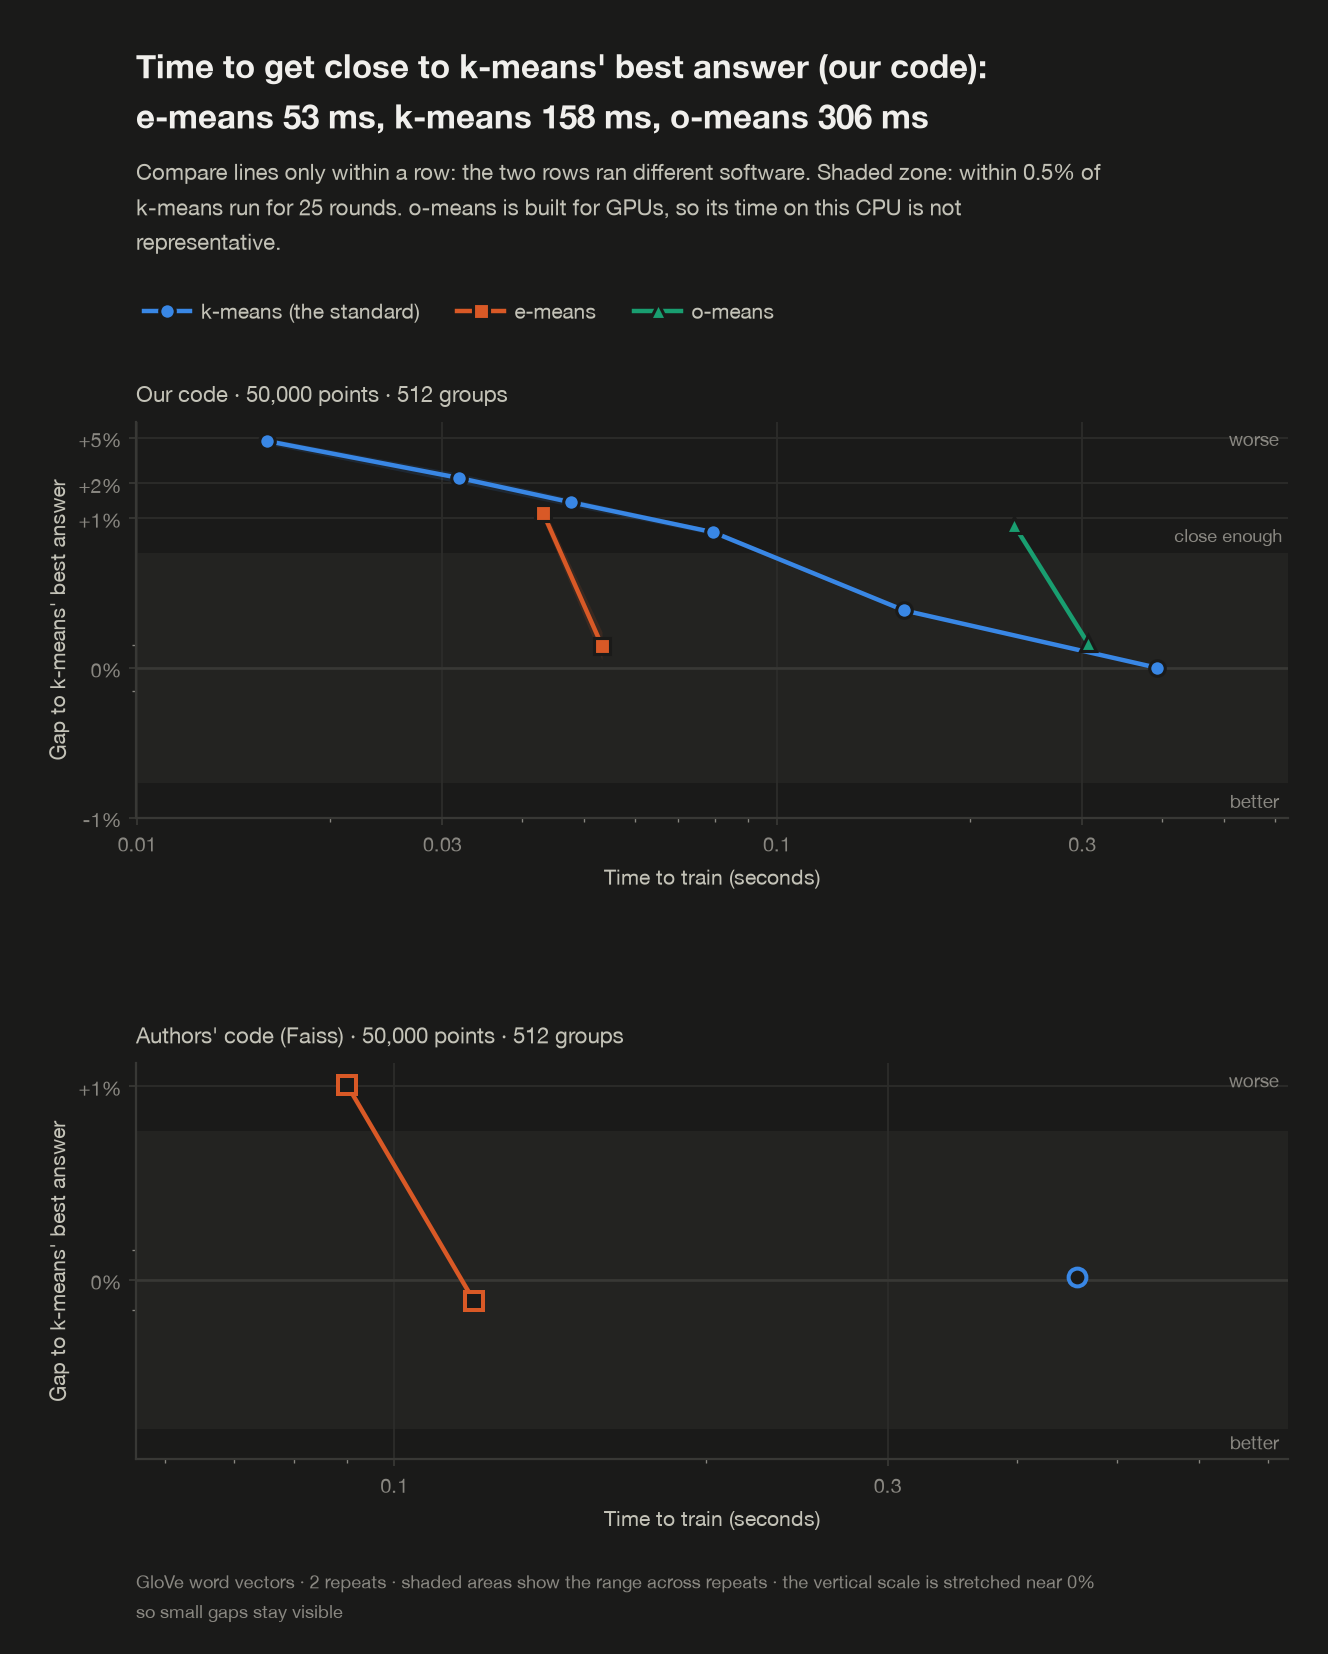 Time to get close to k-means' best answer (our code):
e-means 53 ms, k-means 158 ms, o-means 306 ms
Compare lines only within a row: the two rows ran different software. Shaded zone: within 0.5% of
k-means run for 25 rounds. o-means is built for GPUs, so its time on this CPU is not
representative.
k-means (the standard)
e-means
o-means
Our code · 50,000 points · 512 groups
Gap to k-means' best answer
+5%
+2%
+1%
0%
-1%
worse
close enough
better
0.01
0.03
0.1
0.3
Time to train (seconds)
Authors' code (Faiss) · 50,000 points · 512 groups
Gap to k-means' best answer
+1%
0%
worse
better
0.1
0.3
Time to train (seconds)
GloVe word vectors · 2 repeats · shaded areas show the range across repeats · the vertical scale is stretched near 0%
so small gaps stay visible